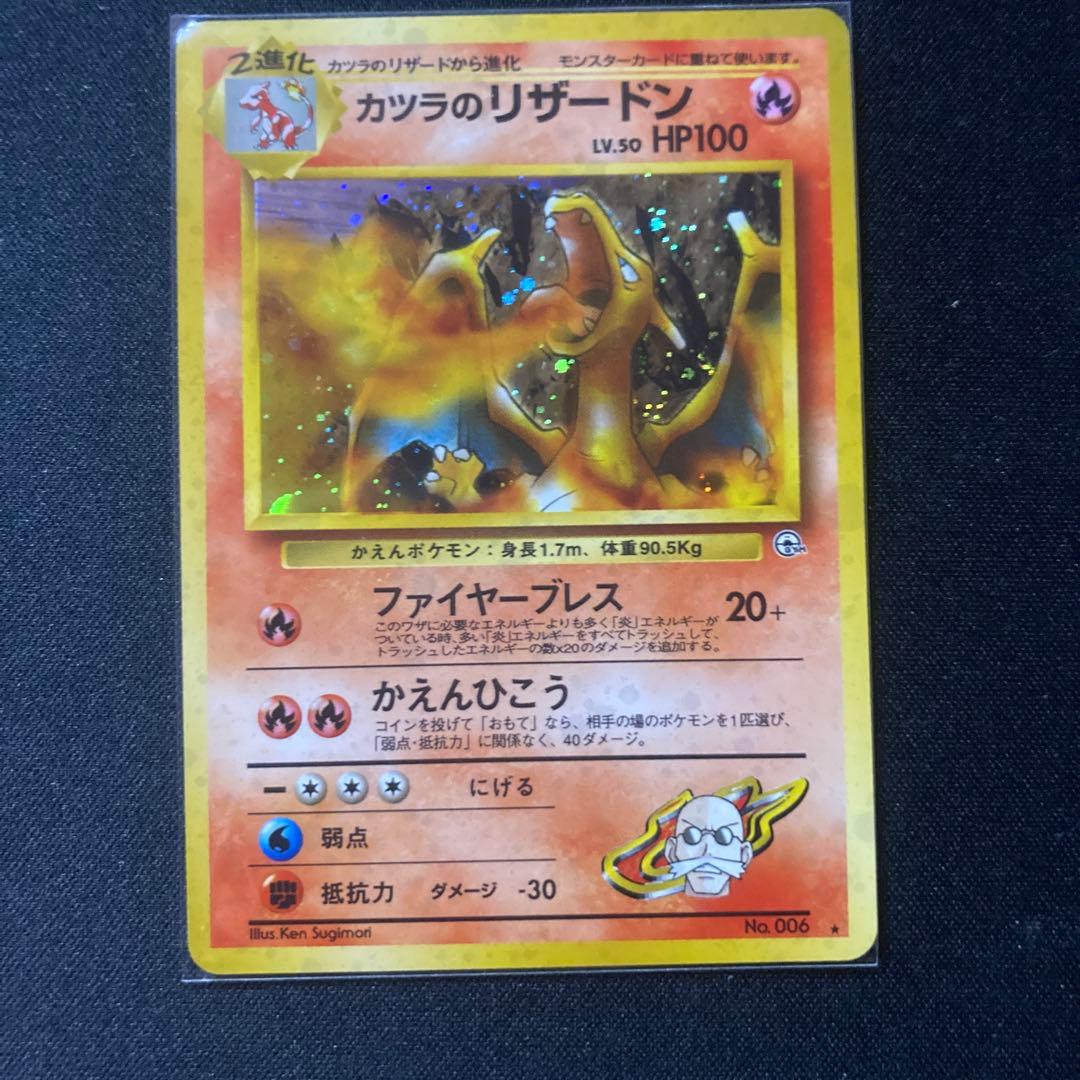 2進化 カツラのリザードから進化 モンスターカードに重ねて使います。
カツラのリザードン
LV.50 HP100
かえんポケモン：身長1.7m、体重90.5Kg
ファイヤーブレス 20+
このワザに必要なエネルギーよりも多く「炎」エネルギーが
ついている時、多い「炎」エネルギーをすべてトラッシュして、
トラッシュしたエネルギーの数x20のダメージを追加する。
かえんひこう
コインを投げて「おもて」なら、相手の場のポケモンを1匹選び、
「弱点・抵抗力」に関係なく、40ダメージ。
にげる
弱点
抵抗力 ダメージ -30
Illus.Ken Sugimori No. 006 ★